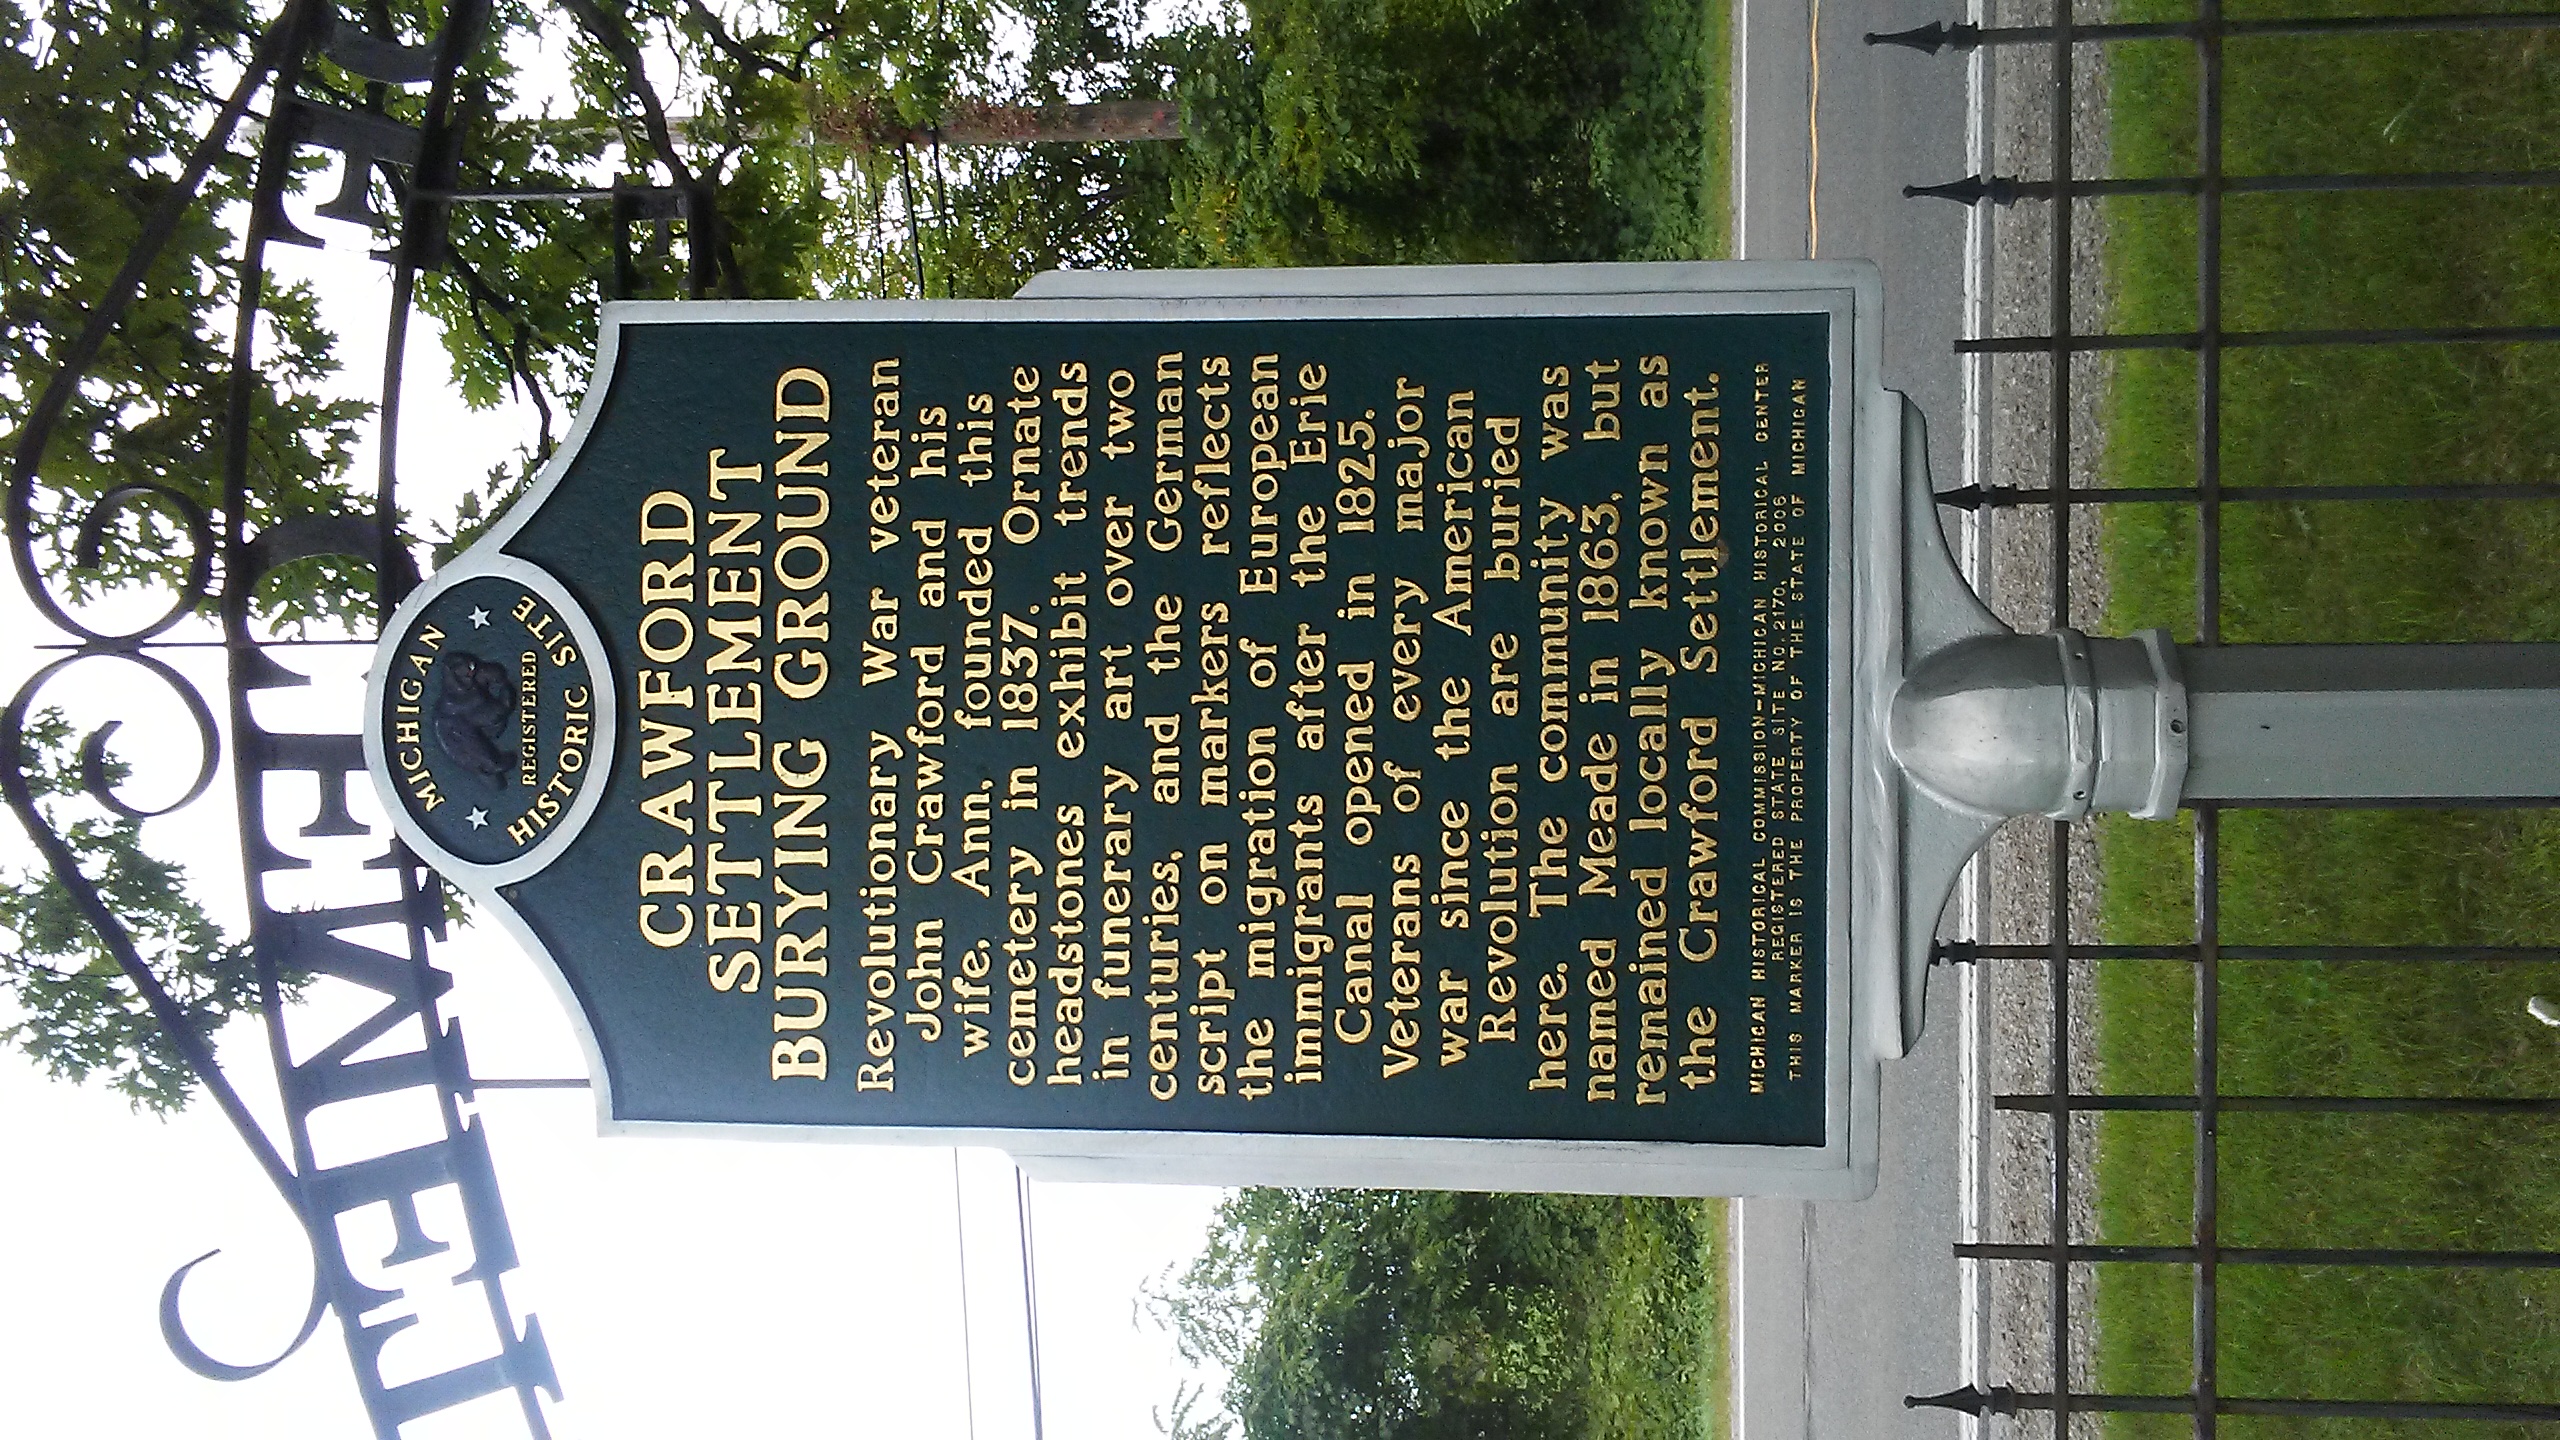 MICHIGAN
REGISTERED
HISTORIC SITE
CRAWFORD
SETTLEMENT
BURYING GROUND
Revolutionary War veteran
John Crawford and his
wife, Ann, founded this
cemetery in 1837. Ornate
headstones exhibit trends
in funerary art over two
centuries, and the German
script on markers reflects
the migration of European
immigrants after the Erie
Canal opened in 1825.
Veterans of every major
war since the American
Revolution are buried
here. The community was
named Meade in 1863, but
remained locally known as
the Crawford Settlement.
MICHIGAN HISTORICAL COMMISSION-MICHIGAN HISTORICAL CENTER
REGISTERED STATE SITE NO. 2170, 2006
THIS MARKER IS THE PROPERTY OF THE STATE OF MICHIGAN